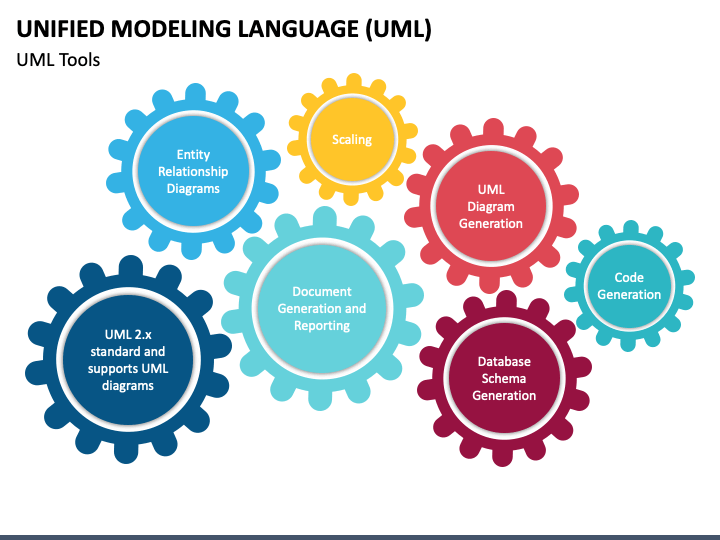 UNIFIED MODELING LANGUAGE (UML)
UML Tools
Entity
Relationship
Diagrams
Scaling
UML
Diagram
Generation
Code
Generation
Document
Generation and
Reporting
UML 2.x
standard and
supports UML
diagrams
Database
Schema
Generation